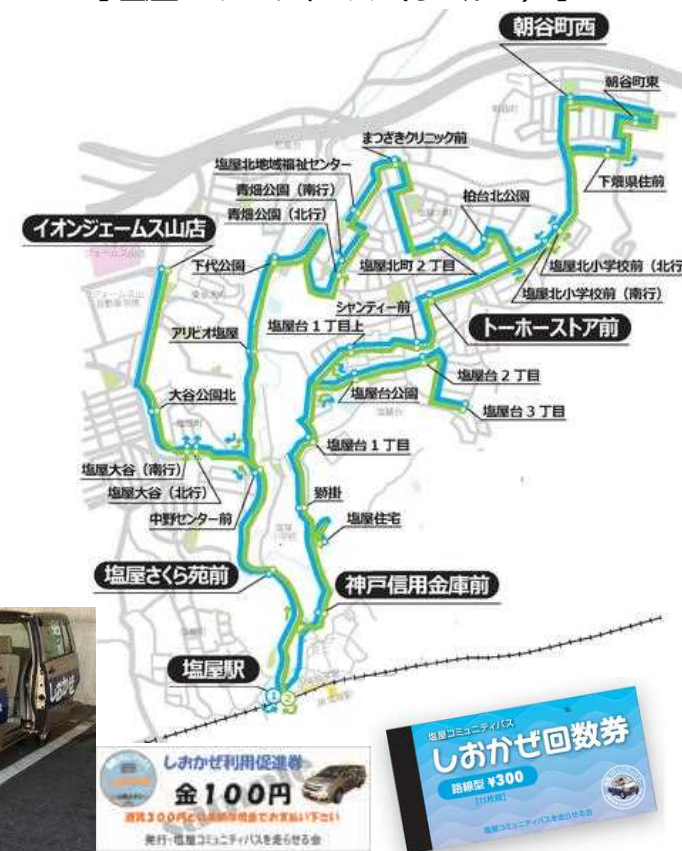 朝谷町西
朝谷町東
まつざきクリニック前
塩屋北地域福祉センター
青畑公園（南行）
青畑公園（北行）
柏台北公園
下畑県住前
イオンジェームス山店
下代公園
塩屋北町２丁目
塩屋北小学校前（北行
塩屋北小学校前（南行）
シャンティー前
トーホーストア前
アリビオ塩屋
塩屋台１丁目上
塩屋台２丁目
塩屋台公園
塩屋台３丁目
大谷公園北
塩屋台１丁目
塩屋大谷（南行）
塩屋大谷（北行）
獅掛
中野センター前
塩屋住宅
塩屋さくら苑前
神戸信用金庫前
塩屋駅
① ②
しおかぜ
しおかぜ利用促進券
金１００円
発行：塩屋コミュニティバスを走らせる会
塩屋コミュニティバス
しおかぜ回数券
路線型 ¥300
[11枚綴]
塩屋コミュニティバスを走らせる会